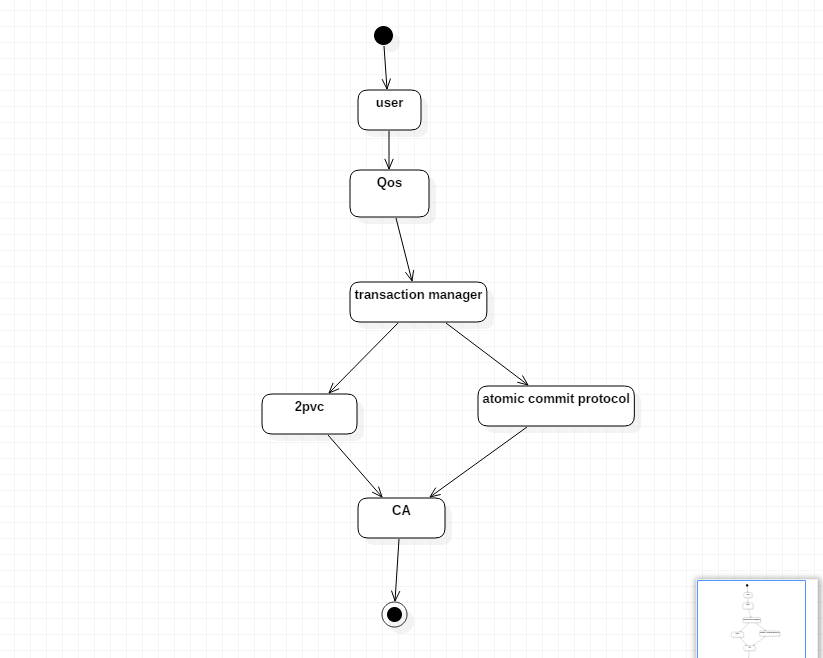 user
Qos
transaction manager
2pvc
atomic commit protocol
CA